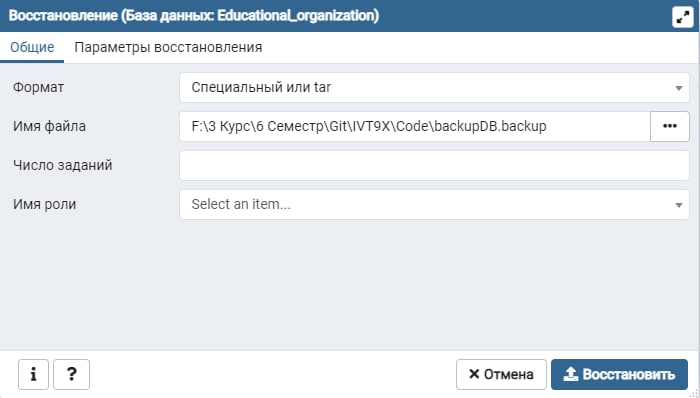 Восстановление (База данных: Educational_organization)
Общие Параметры восстановления
Формат Специальный или tar
Имя файла F:\3 Курс\6 Семестр\Git\IVT9X\Code\backupDB.backup •••
Число заданий
Имя роли Select an item...
i ? × Отмена Восстановить